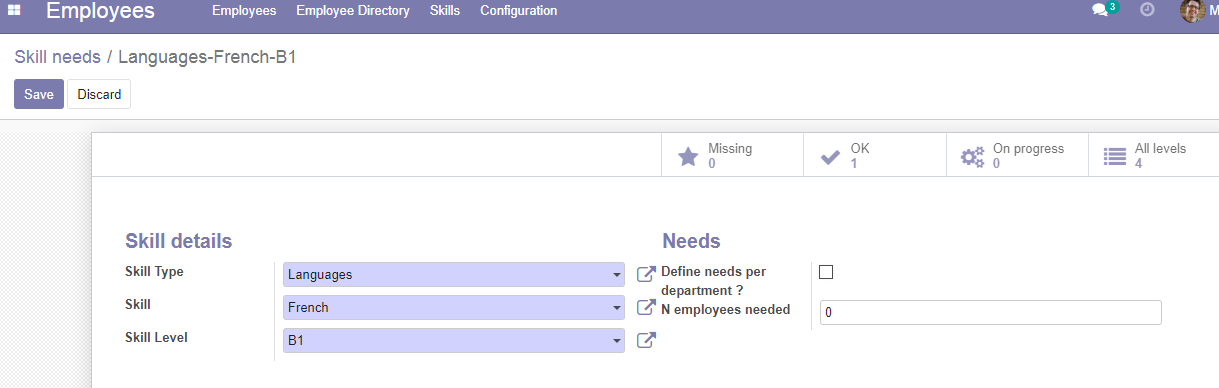 Employees Employees Employee Directory Skills Configuration 3 M
Skill needs / Languages-French-B1
Save Discard
Missing
0
OK
1
On progress
0
All levels
4
Skill details
Skill Type Languages
Skill French
Skill Level B1
Needs
Define needs per
department ?
N employees needed 0